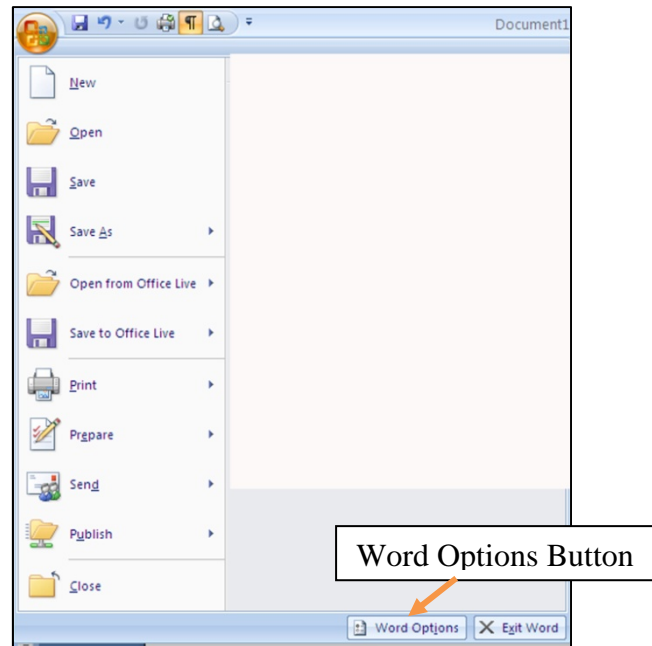 Document1
New
Open
Save
Save As
Open from Office Live
Save to Office Live
Print
Prepare
Send
Publish
Word Options Button
Close
Word Options
Exit Word